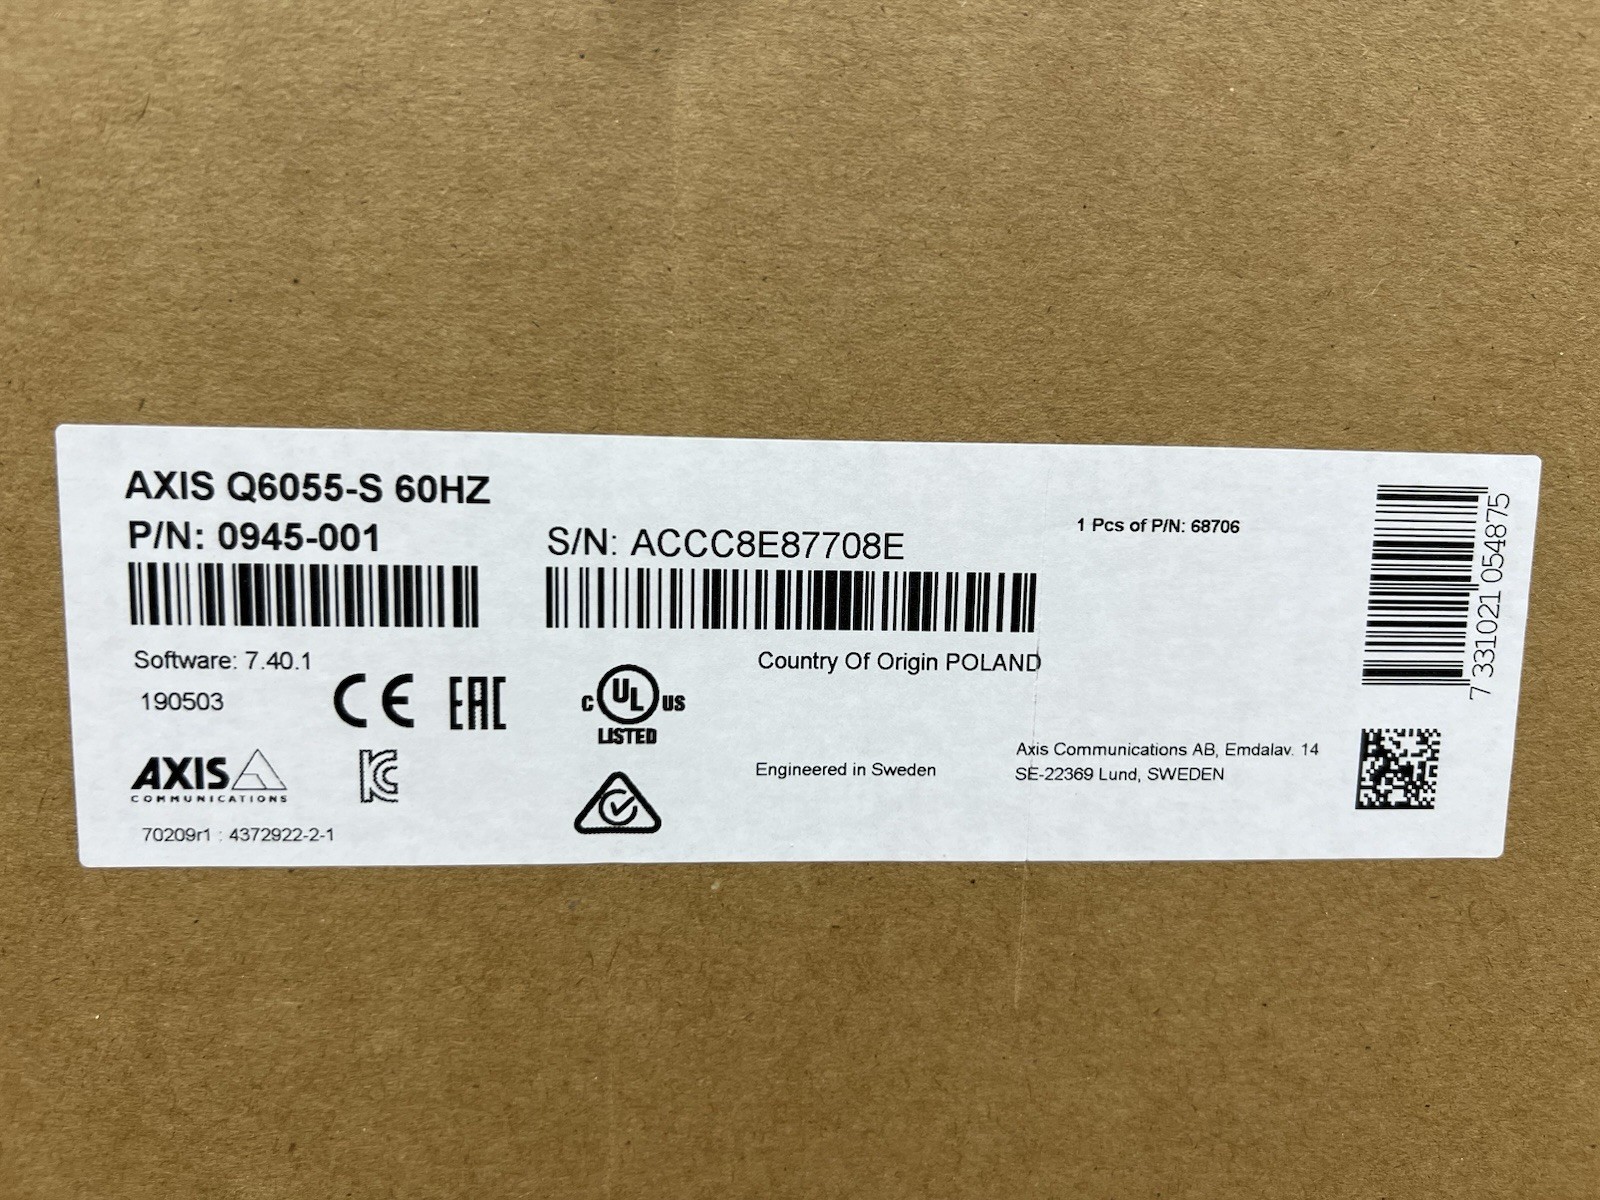 AXIS Q6055-S 60HZ
P/N: 0945-001
S/N: ACCC8E87708E
1 Pcs of P/N: 68706
7 331021 054875
Software: 7.40.1
190503
CE
EAC
c UL US
LISTED
Country Of Origin POLAND
AXIS
COMMUNICATIONS
KC
Engineered in Sweden
Axis Communications AB, Emdalav. 14
SE-22369 Lund, SWEDEN
70209r1 : 4372922-2-1